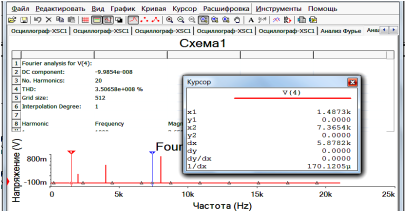 Файл Редактировать Вид График Кривая Курсор Расшифровка Инструменты Помощь
Осциллограф-XSC1 Осциллограф-XSC1 Осциллограф-XSC1 Осциллограф-XSC1 Анализ Фурье
Схема1
1 Fourier analysis for V(4):
2 DC component: -9.9854e-008
3 No. Harmonics: 20
4 THD: 3.50658e+008 %
5 Grid size: 512
6 Interpolation Degree: 1
7
8 Harmonic Frequency
Курсор
V(4)
x1 1.4873k
y1 0.0000
x2 7.3654k
y2 0.0000
dx 5.8782k
dy 0.0000
dy/dx 0.0000
1/dx 170.1205µ
Напряжение (V)
800m
-100m
0 5k 10k 15k 20k 25k
Частота (Hz)